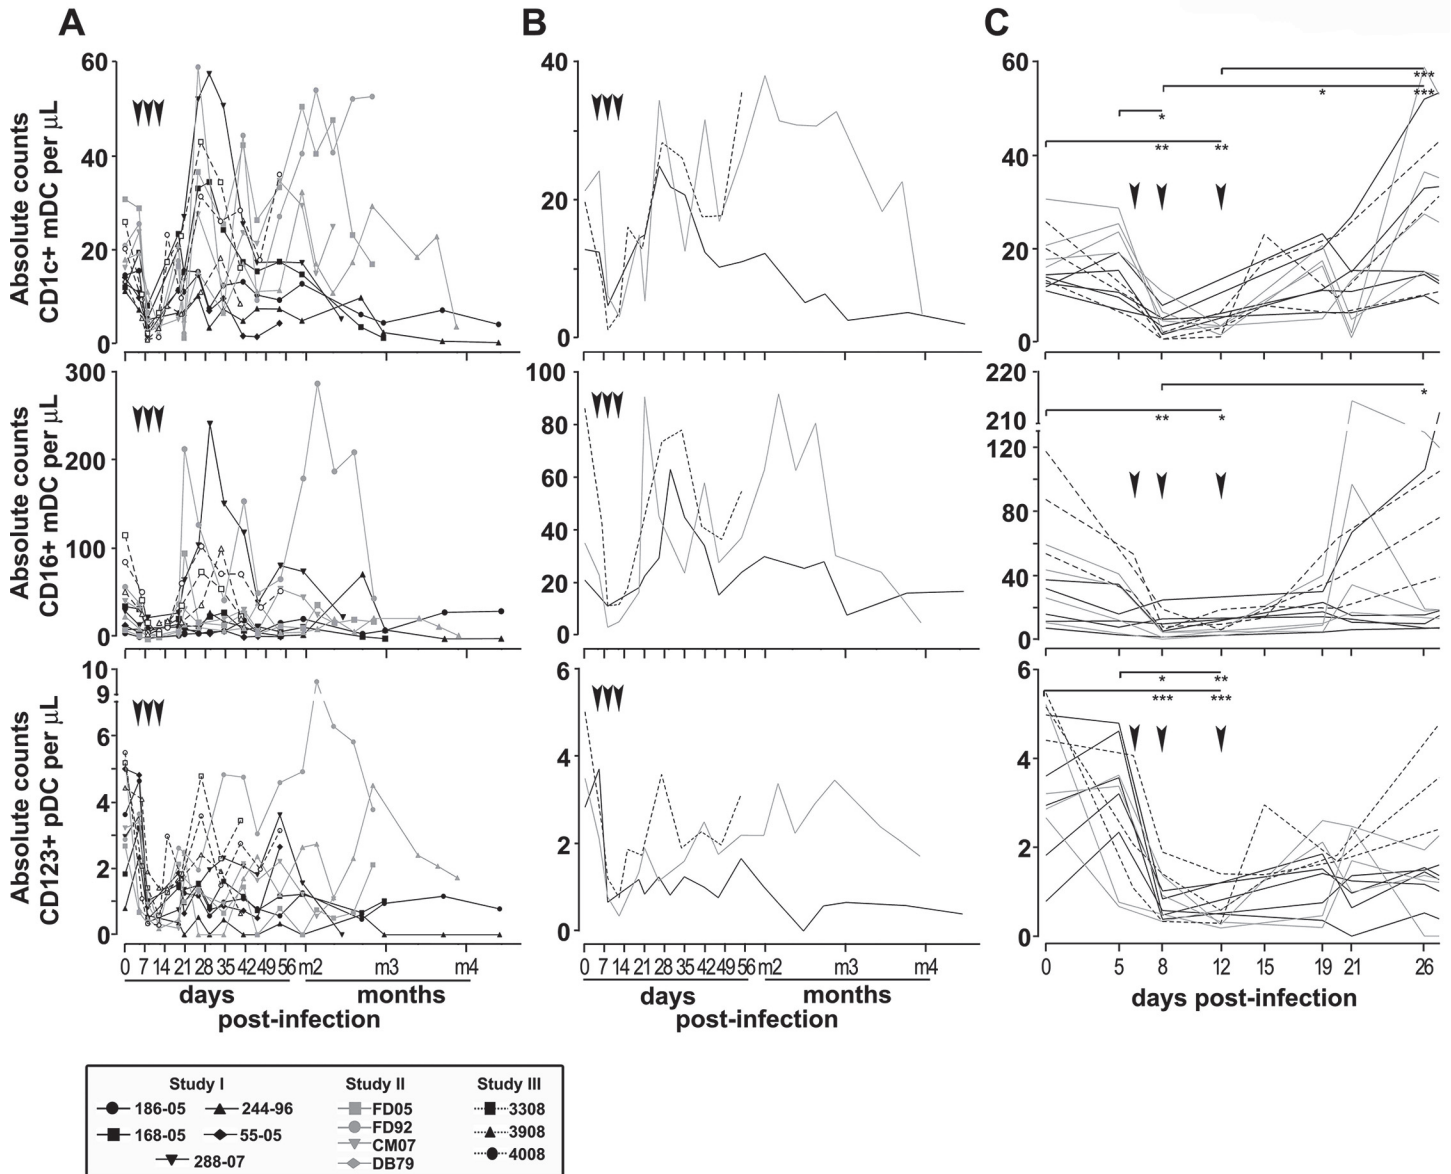 A
B
C
Absolute counts
CD1c+ mDC per µL
60
40
20
0
40
20
0
60
40
20
0
***
* ***
*
** **
Absolute counts
CD16+ mDC per µL
300
200
100
0
100
80
60
40
20
0
220
210
120
80
40
0
*
** *
Absolute counts
CD123+ pDC per µL
10
9
6
4
2
0
6
4
2
0
6
4
2
0
* **
*** ***
0 7 14 21 28 35 42 49 56 m2 m3 m4
days months
post-infection
0 7 14 21 28 35 42 49 56 m2 m3 m4
days months
post-infection
0 5 8 12 15 19 21 26
days post-infection
Study I Study II Study III
186-05 244-96 FD05 3308
168-05 55-05 FD92 3908
288-07 CM07 4008
DB79